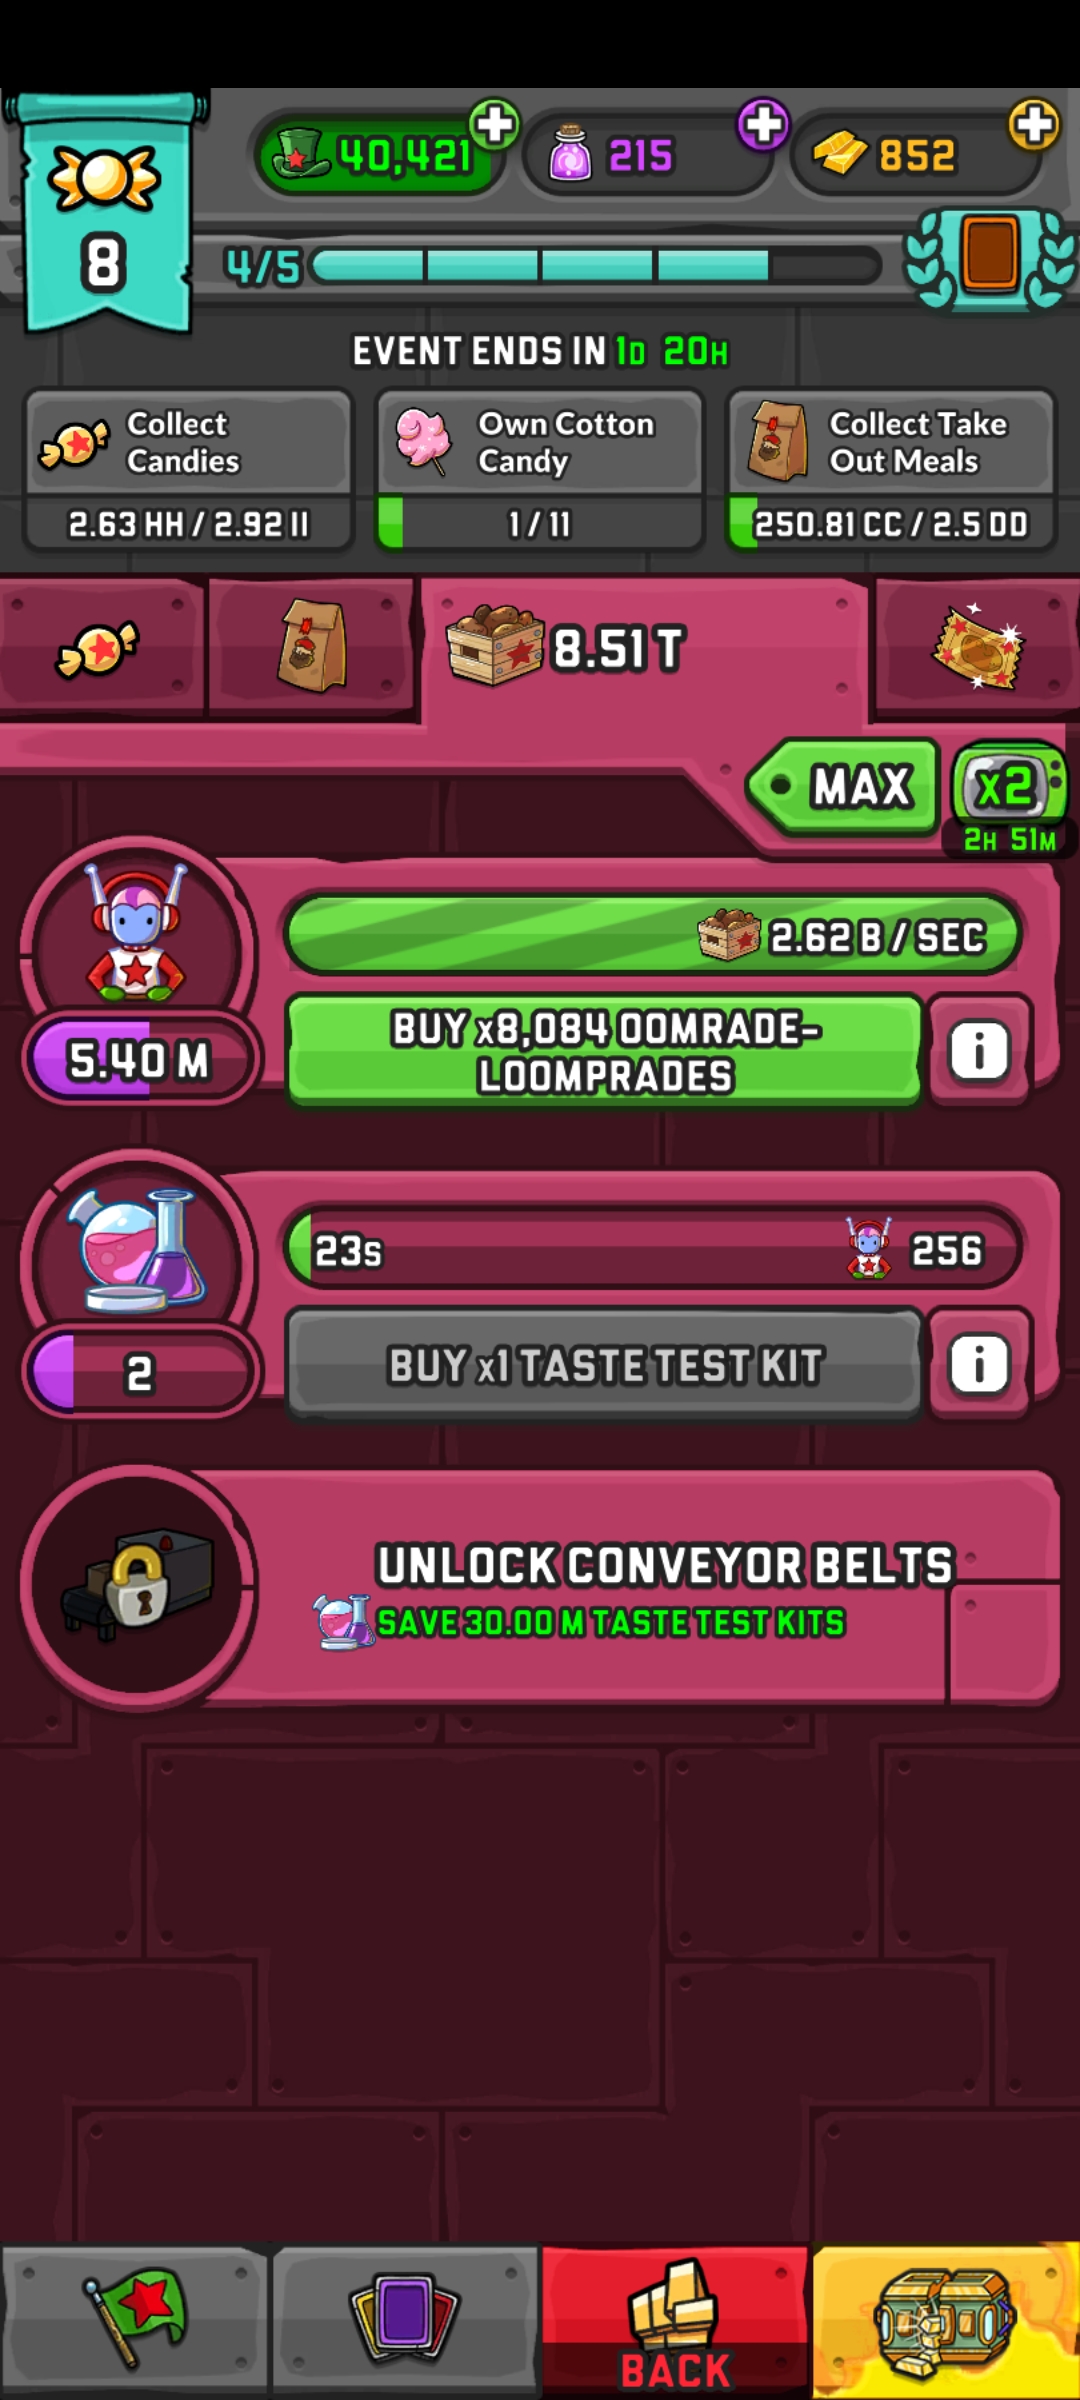 40,421
215
852
8
4/5
EVENT ENDS IN 1D 20H
Collect
Candies
2.63 HH / 2.92 II
Own Cotton
Candy
1 / 11
Collect Take
Out Meals
250.81 CC / 2.5 DD
8.51 T
MAX
x2
2H 51M
2.62 B / SEC
5.40 M
BUY x8,084 OOMRADE-
LOOMPRADES
i
23s
256
2
BUY x1 TASTE TEST KIT
i
UNLOCK CONVEYOR BELTS
SAVE 30.00 M TASTE TEST KITS
BACK